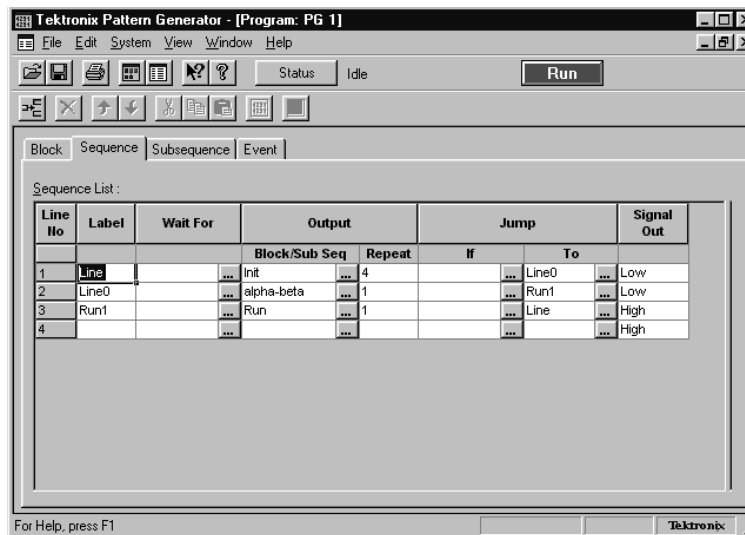 Tektronix Pattern Generator - [Program: PG 1]
File Edit System View Window Help
Status Idle Run
Block Sequence Subsequence Event
Sequence List :
Line No Label Wait For Output Jump Signal Out
Block/Sub Seq Repeat If To
1 Line ... Init ... 4 ... Line0 ... Low
2 Line0 ... alpha-beta ... 1 ... Run1 ... Low
3 Run1 ... Run ... 1 ... Line ... High
4 ... ... ... ... High
For Help, press F1 Tektronix